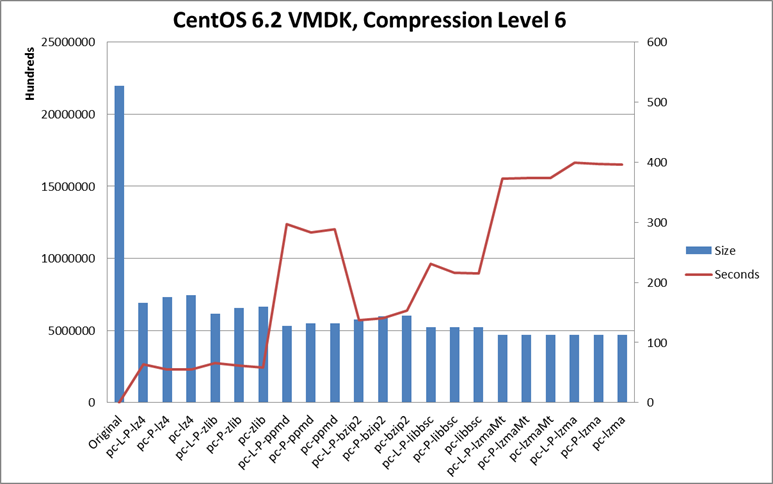 CentOS 6.2 VMDK, Compression Level 6
Hundreds
25000000
20000000
15000000
10000000
5000000
0
600
500
400
300
200
100
0
Size
Seconds
Original
pc-L-P-lz4
pc-P-lz4
pc-lz4
pc-L-P-zlib
pc-P-zlib
pc-zlib
pc-L-P-ppmd
pc-P-ppmd
pc-ppmd
pc-L-P-bzip2
pc-P-bzip2
pc-bzip2
pc-L-P-libbsc
pc-P-libbsc
pc-libbsc
pc-L-P-lzmaMt
pc-P-lzmaMt
pc-lzmaMt
pc-L-P-lzma
pc-P-lzma
pc-lzma